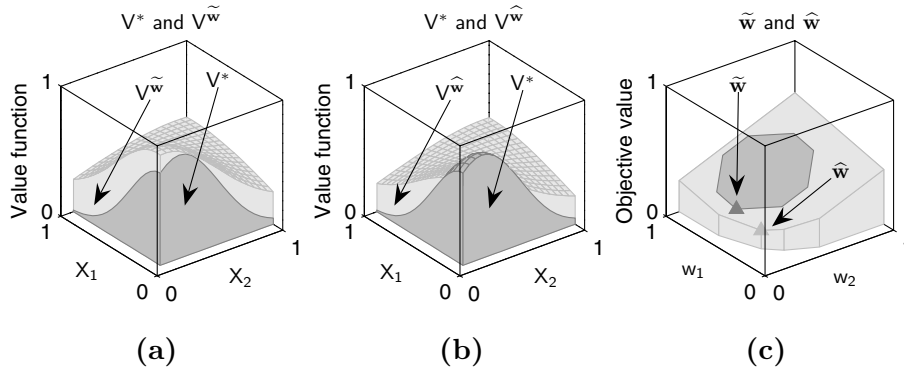 V* and V^w̃
V* and V^ŵ
w̃ and ŵ
1
V^w̃
V*
Value function
0
1
X₁
0
0
X₂
1
1
V^ŵ
V*
Value function
0
1
X₁
0
0
X₂
1
1
w̃
ŵ
Objective value
0
1
w₁
0
0
w₂
(a)
(b)
(c)